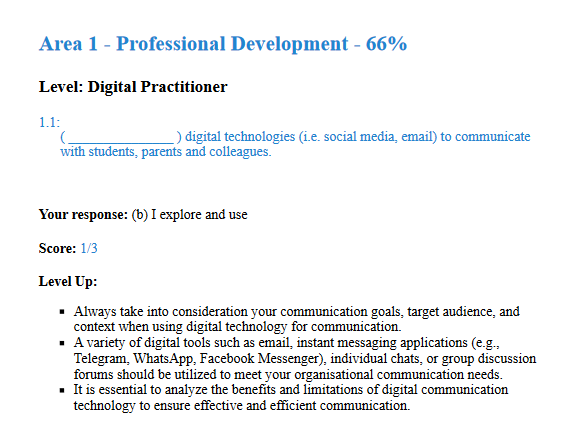 Area 1 - Professional Development - 66%
Level: Digital Practitioner
1.1:
(________________) digital technologies (i.e. social media, email) to communicate
with students, parents and colleagues.
Your response: (b) I explore and use
Score: 1/3
Level Up:
▪ Always take into consideration your communication goals, target audience, and
context when using digital technology for communication.
▪ A variety of digital tools such as email, instant messaging applications (e.g.,
Telegram, WhatsApp, Facebook Messenger), individual chats, or group discussion
forums should be utilized to meet your organisational communication needs.
▪ It is essential to analyze the benefits and limitations of digital communication
technology to ensure effective and efficient communication.